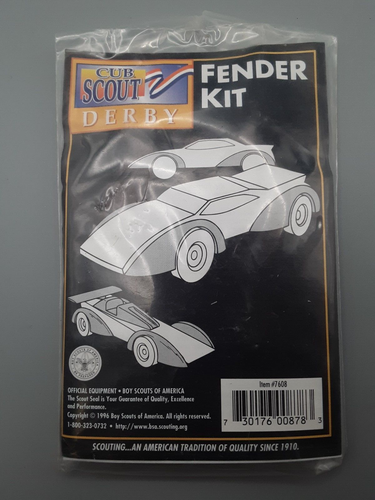 CUB
SCOUT
DERBY
FENDER
KIT
OFFICIAL EQUIPMENT • BOY SCOUTS OF AMERICA
The Scout Seal is Your Guarantee of Quality, Excellence
and Performance.
Copyright © 1996 Boy Scouts of America. All rights reserved.
1-800-323-0732 • http://www.bsa.scouting.org
Item #7608
7 30176 00878 3
SCOUTING...AN AMERICAN TRADITION OF QUALITY SINCE 1910.